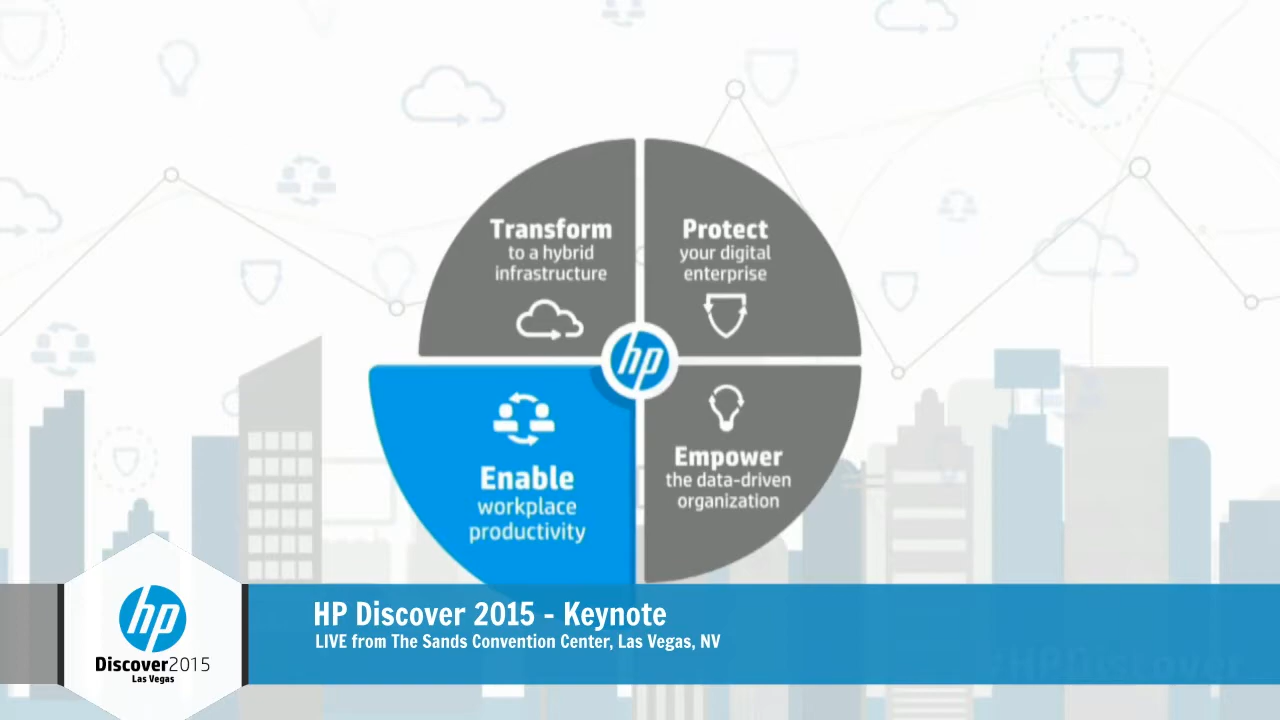 Transform
to a hybrid
infrastructure
Protect
your digital
enterprise
hp
Enable
workplace
productivity
Empower
the data-driven
organization
hp
Discover2015
Las Vegas
HP Discover 2015 - Keynote
LIVE from The Sands Convention Center, Las Vegas, NV
#HPDiscover